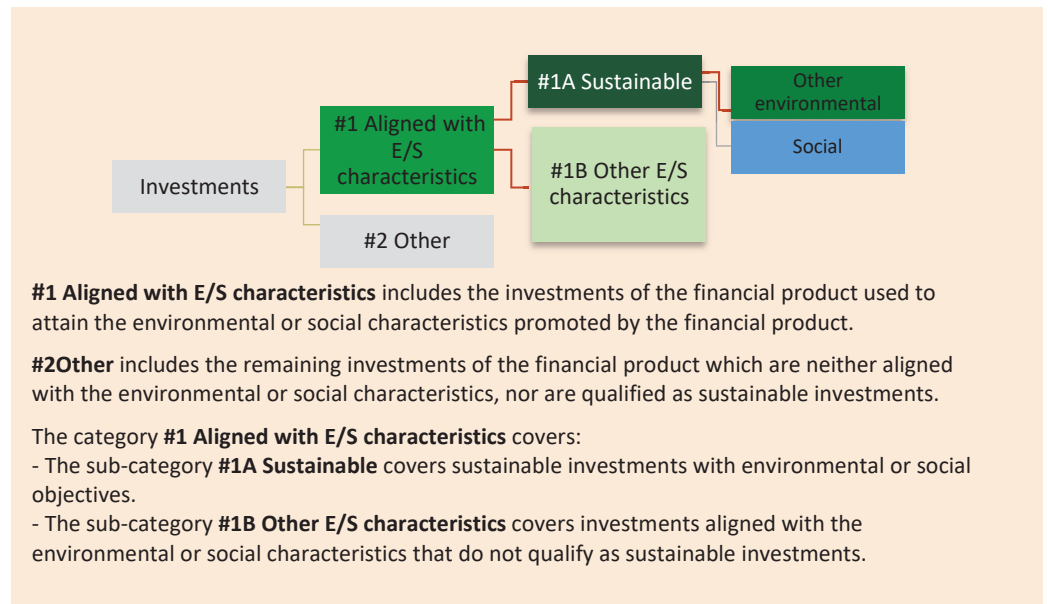 #1A Sustainable
Other
environmental
#1 Aligned with
E/S
characteristics
Social
#1B Other E/S
characteristics
Investments
#2 Other
#1 Aligned with E/S characteristics includes the investments of the financial product used to
attain the environmental or social characteristics promoted by the financial product.
#2Other includes the remaining investments of the financial product which are neither aligned
with the environmental or social characteristics, nor are qualified as sustainable investments.
The category #1 Aligned with E/S characteristics covers:
- The sub-category #1A Sustainable covers sustainable investments with environmental or social
objectives.
- The sub-category #1B Other E/S characteristics covers investments aligned with the
environmental or social characteristics that do not qualify as sustainable investments.